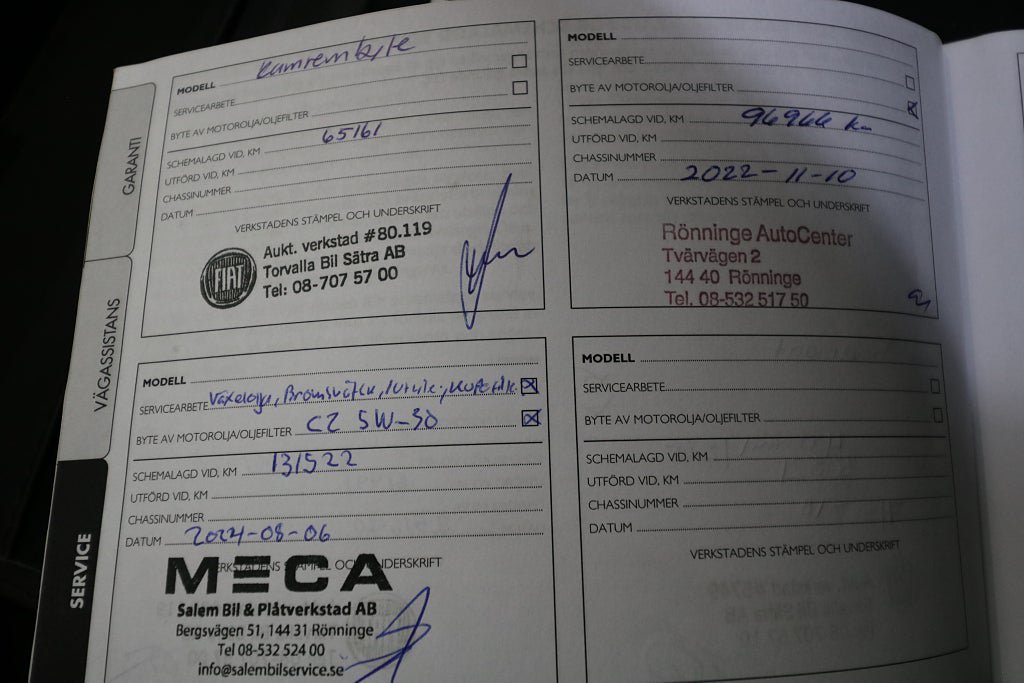 GARANTI
VÄGASSISTANS
SERVICE
MODELL Kamrembyte
SERVICEARBETE
BYTE AV MOTOROLJA/OLJEFILTER
SCHEMALAGD VID, KM 65161
UTFÖRD VID, KM
CHASSINUMMER
DATUM
VERKSTADENS STÄMPEL OCH UNDERSKRIFT
FIAT
Aukt. verkstad #80.119
Torvalla Bil Sätra AB
Tel: 08-707 57 00
MODELL
SERVICEARBETE
BYTE AV MOTOROLJA/OLJEFILTER
SCHEMALAGD VID, KM 96966 km
UTFÖRD VID, KM
CHASSINUMMER
DATUM 2022-11-10
VERKSTADENS STÄMPEL OCH UNDERSKRIFT
Rönninge AutoCenter
Tvärvägen 2
144 40 Rönninge
Tel. 08-532 517 50
MODELL
SERVICEARBETE Växelolja, Bromsvätska,
BYTE AV MOTOROLJA/OLJEFILTER C2 5W-30
SCHEMALAGD VID, KM 131522
UTFÖRD VID, KM
CHASSINUMMER
DATUM 2024-08-06
VERKSTADENS STÄMPEL OCH UNDERSKRIFT
MECA
Salem Bil & Plåtverkstad AB
Bergsvägen 51, 144 31 Rönninge
Tel 08-532 524 00
info@salembilservice.se
MODELL
SERVICEARBETE
BYTE AV MOTOROLJA/OLJEFILTER
SCHEMALAGD VID, KM
UTFÖRD VID, KM
CHASSINUMMER
DATUM
VERKSTADENS STÄMPEL OCH UNDERSKRIFT